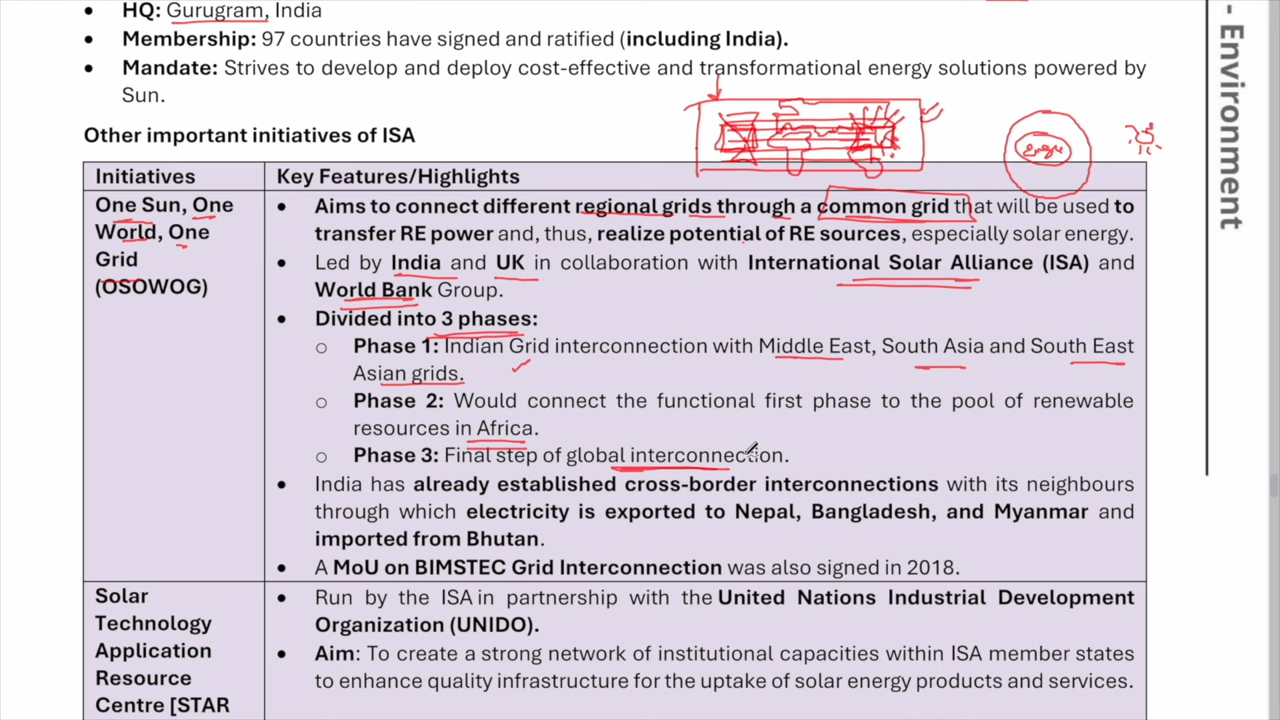 • HQ: Gurugram, India
• Membership: 97 countries have signed and ratified (including India).
• Mandate: Strives to develop and deploy cost-effective and transformational energy solutions powered by
Sun.
Other important initiatives of ISA
Initiatives
Key Features/Highlights
One Sun, One
World, One
Grid
(OSOWOG)
• Aims to connect different regional grids through a common grid that will be used to
transfer RE power and, thus, realize potential of RE sources, especially solar energy.
• Led by India and UK in collaboration with International Solar Alliance (ISA) and
World Bank Group.
• Divided into 3 phases:
o Phase 1: Indian Grid interconnection with Middle East, South Asia and South East
Asian grids.
o Phase 2: Would connect the functional first phase to the pool of renewable
resources in Africa.
o Phase 3: Final step of global interconnection.
• India has already established cross-border interconnections with its neighbours
through which electricity is exported to Nepal, Bangladesh, and Myanmar and
imported from Bhutan.
• A MoU on BIMSTEC Grid Interconnection was also signed in 2018.
Solar
Technology
Application
Resource
Centre [STAR
• Run by the ISA in partnership with the United Nations Industrial Development
Organization (UNIDO).
• Aim: To create a strong network of institutional capacities within ISA member states
to enhance quality infrastructure for the uptake of solar energy products and services.
- Environment